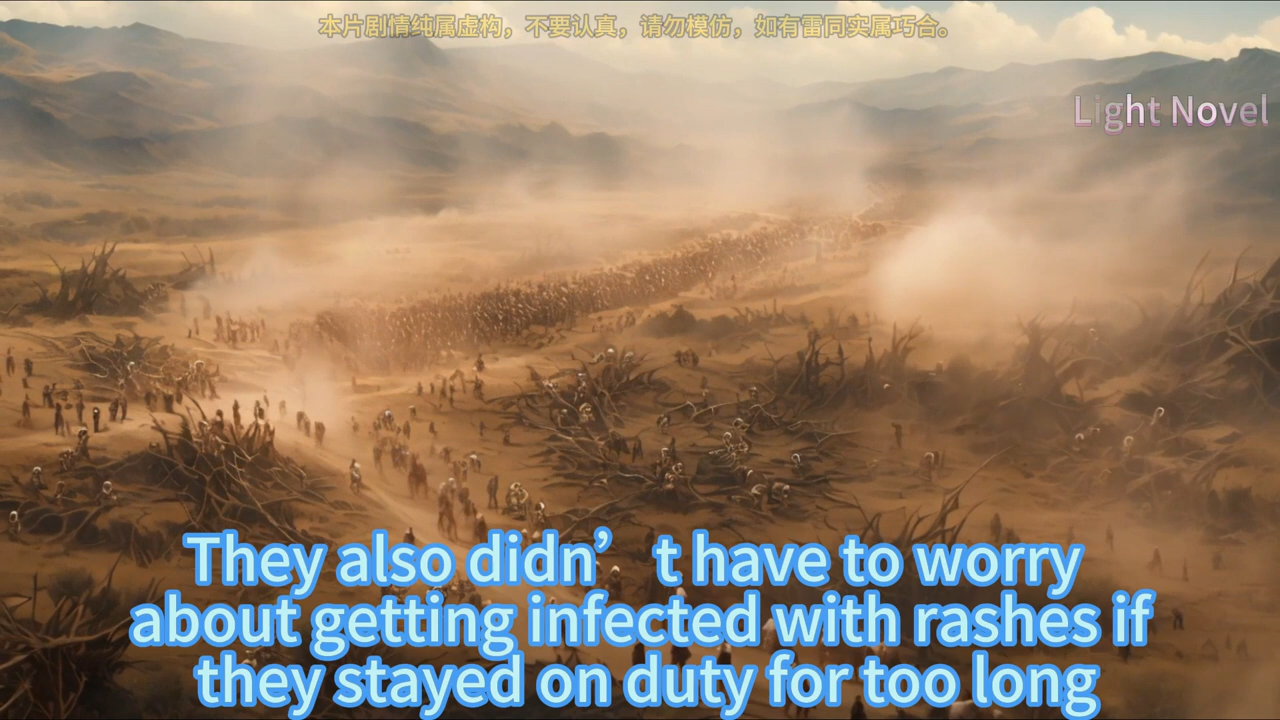 本片剧情纯属虚构，不要认真，请勿模仿，如有雷同实属巧合。
Light Novel
They also didn’ t have to worry
about getting infected with rashes if
they stayed on duty for too long